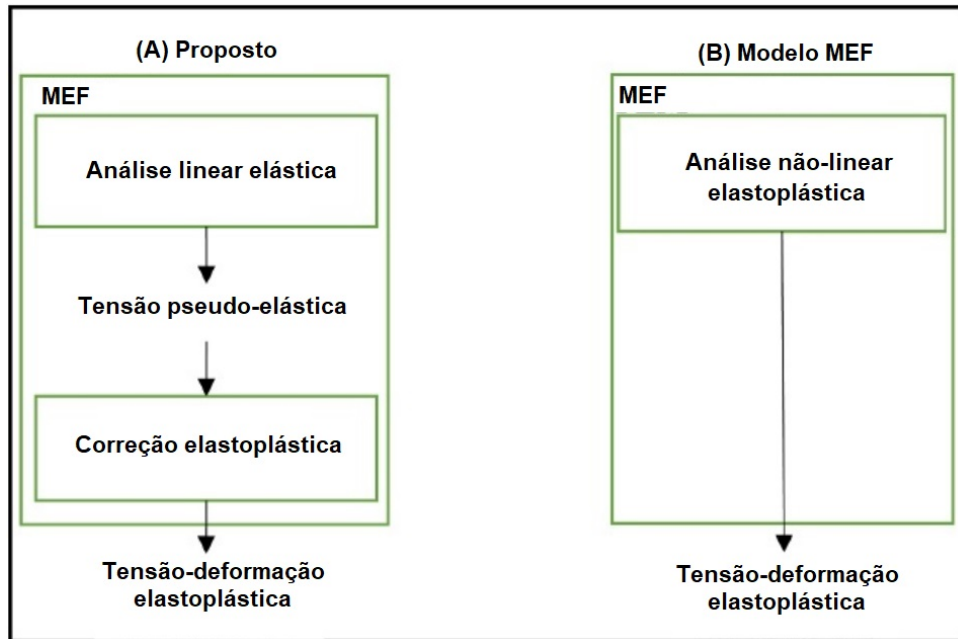 (A) Proposto
MEF
Análise linear elástica
Tensão pseudo-elástica
Correção elastoplástica
Tensão-deformação
elastoplástica
(B) Modelo MEF
MEF
Análise não-linear
elastoplástica
Tensão-deformação
elastoplástica